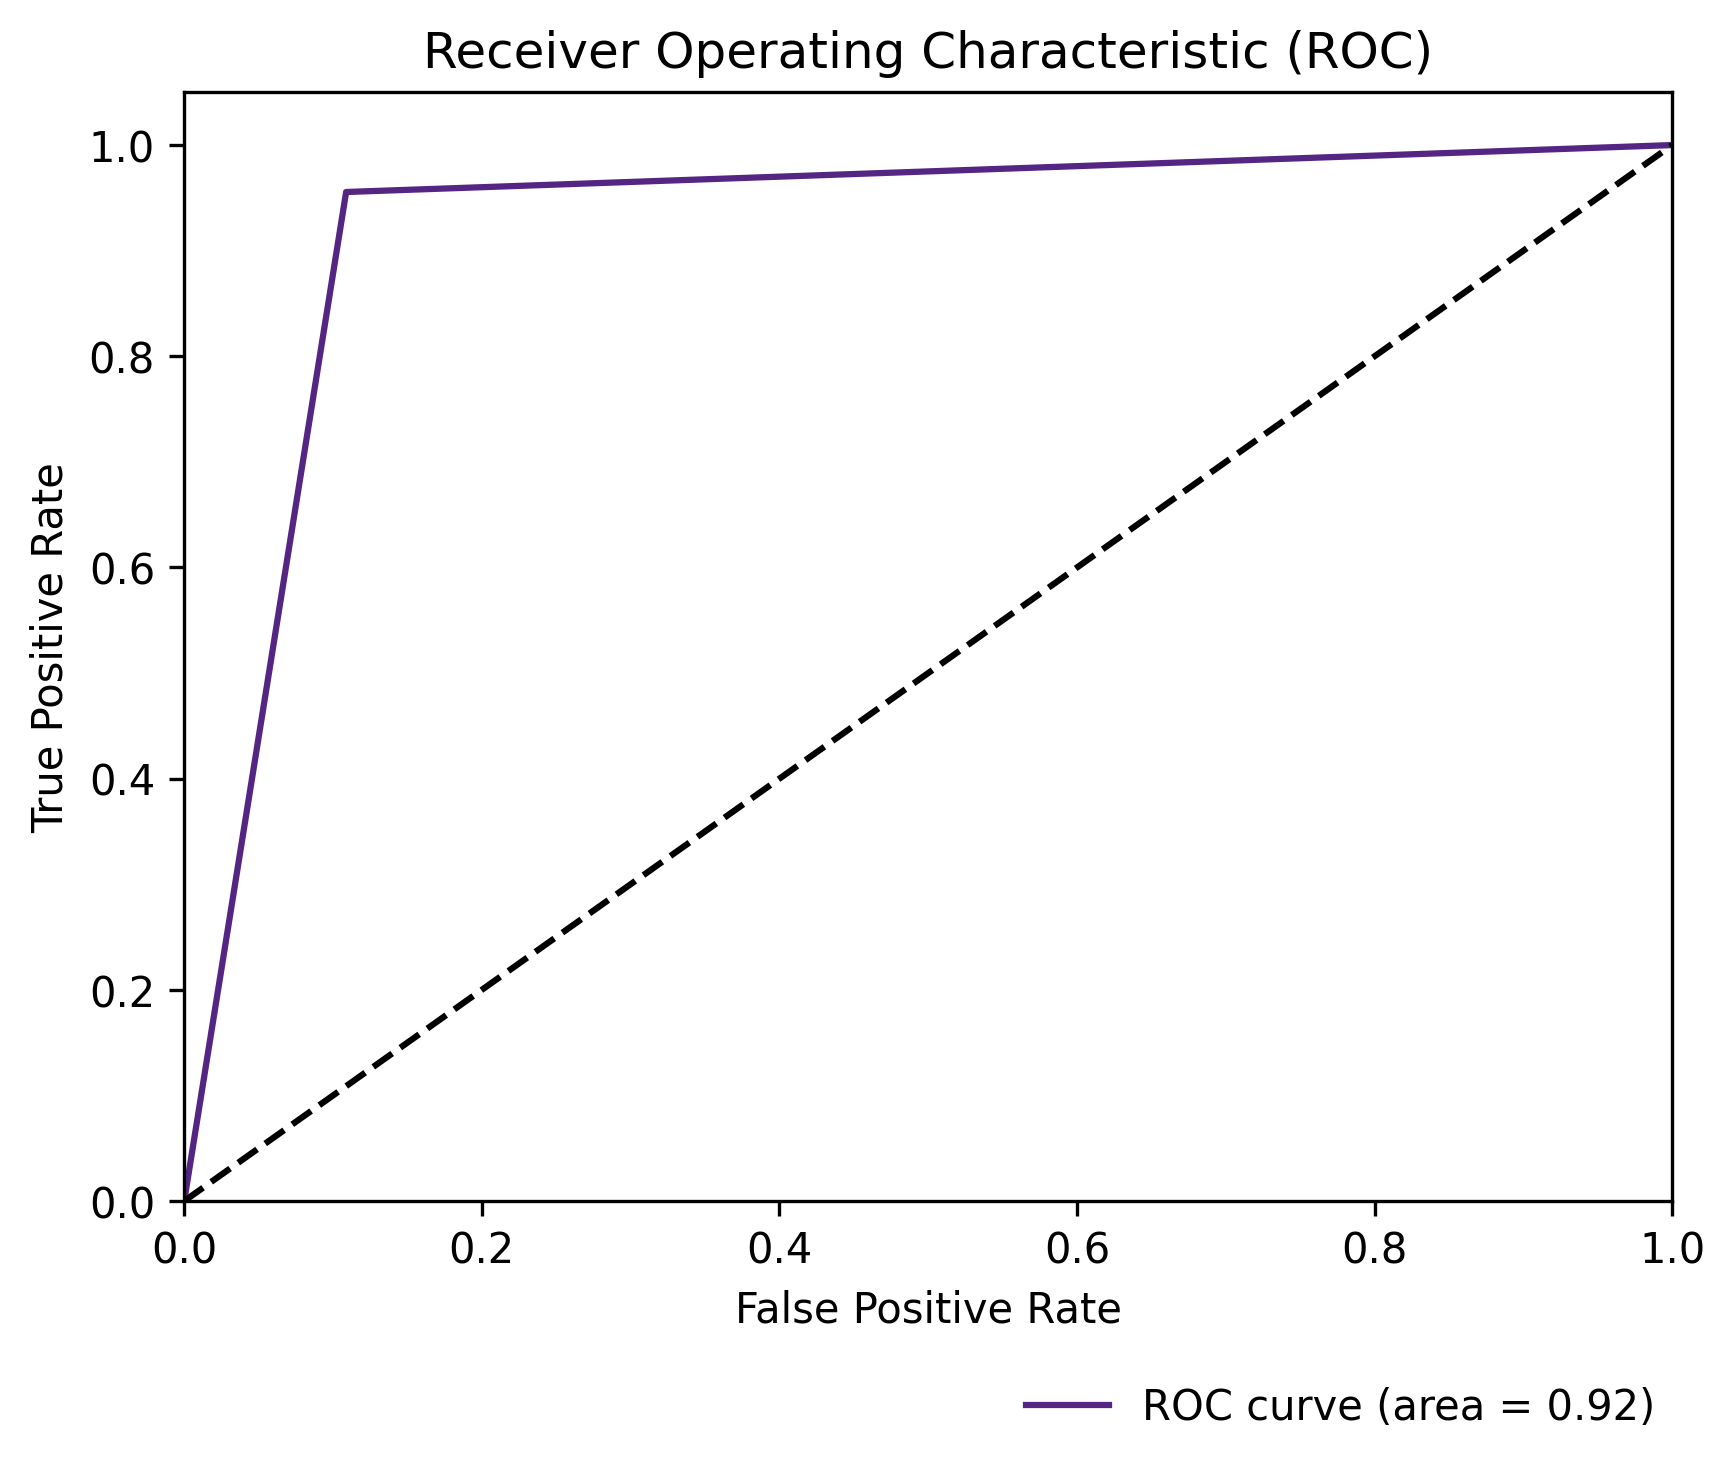 Receiver Operating Characteristic (ROC)
1.0
0.8
0.6
0.4
0.2
0.0
True Positive Rate
0.0 0.2 0.4 0.6 0.8 1.0
False Positive Rate
ROC curve (area = 0.92)